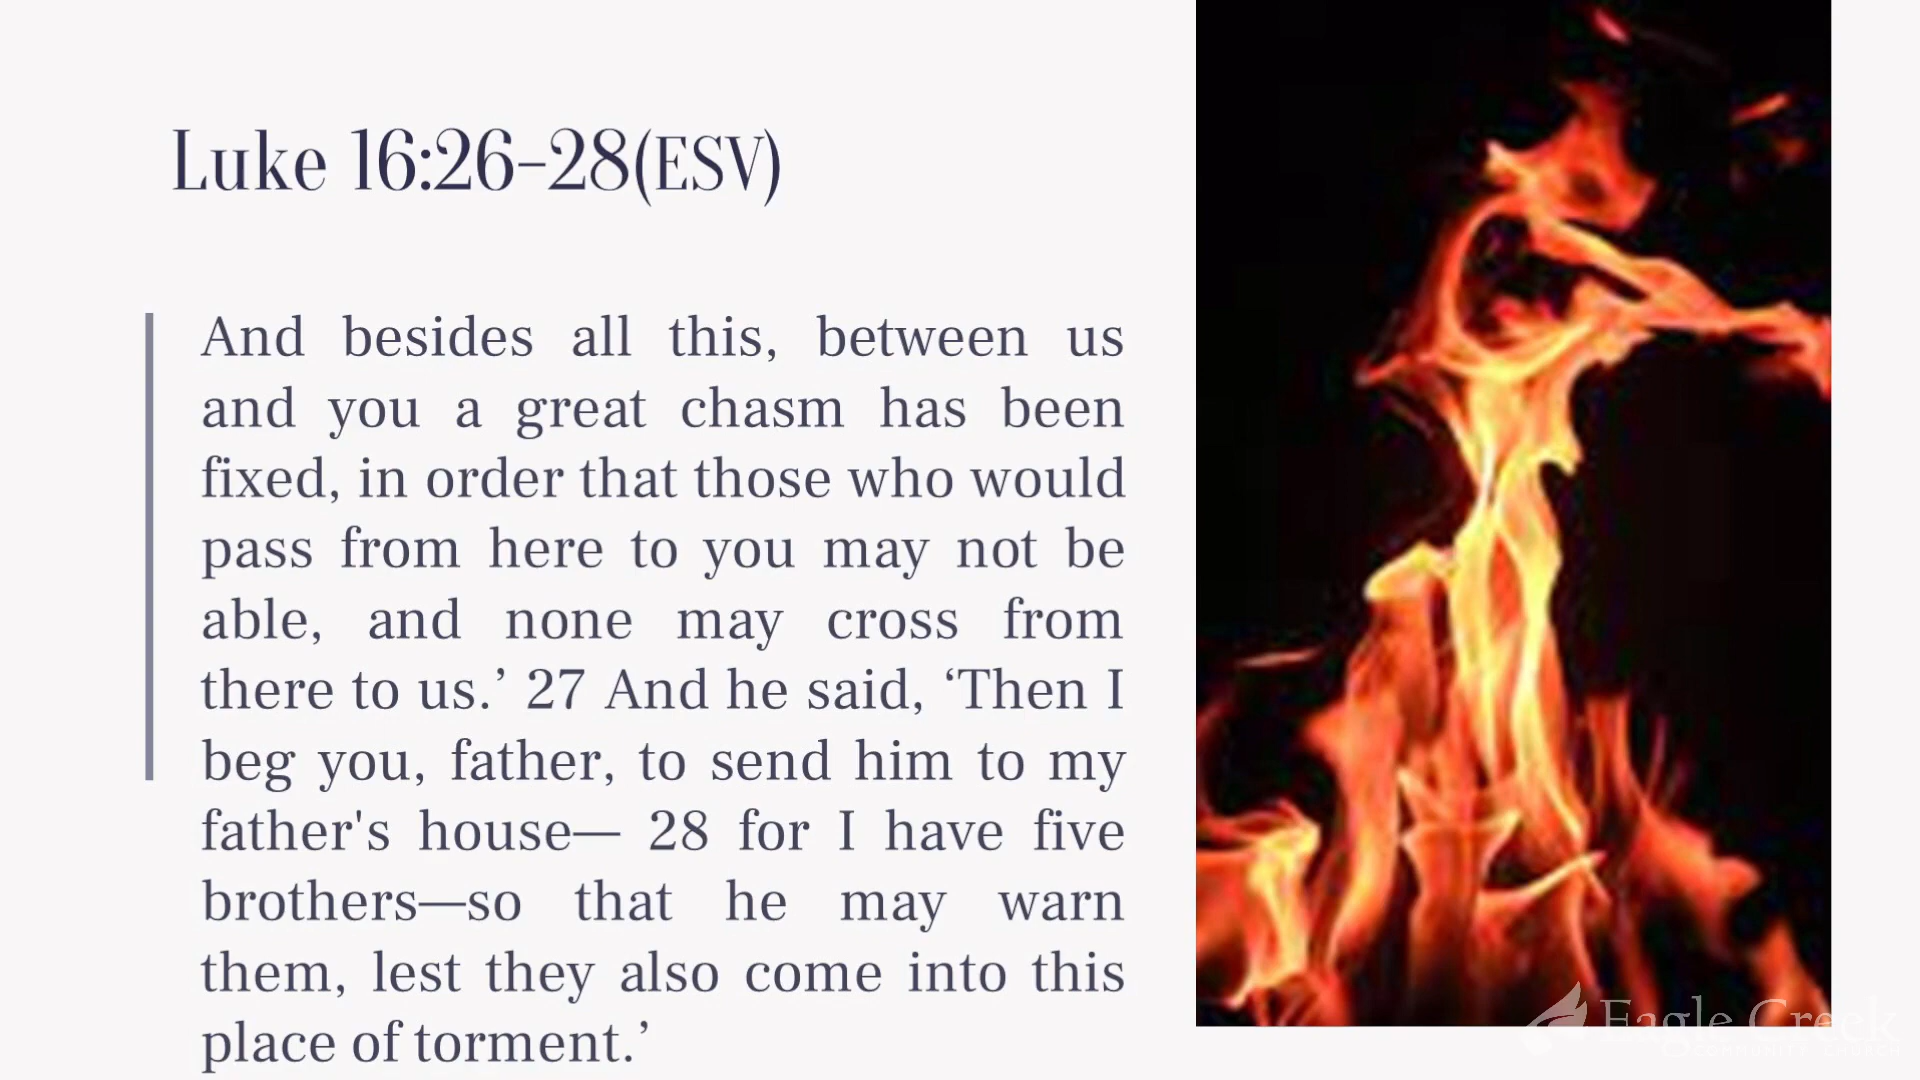 Luke 16:26-28(ESV)
And besides all this, between us
and you a great chasm has been
fixed, in order that those who would
pass from here to you may not be
able, and none may cross from
there to us.’ 27 And he said, ‘Then I
beg you, father, to send him to my
father's house— 28 for I have five
brothers—so that he may warn
them, lest they also come into this
place of torment.’
Eagle Creek
COMMUNITY CHURCH